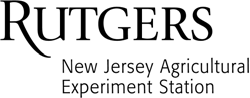 RUTGERS
New Jersey Agricultural
Experiment Station